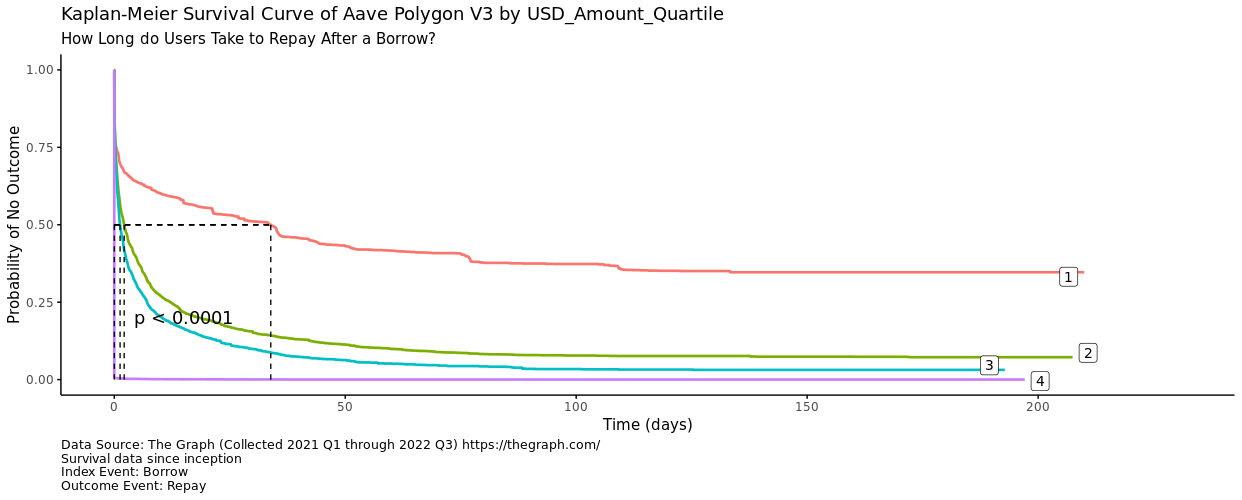 Kaplan-Meier Survival Curve of Aave Polygon V3 by USD_Amount_Quartile
How Long do Users Take to Repay After a Borrow?
Probability of No Outcome
1.00
0.75
0.50
0.25
0.00
p < 0.0001
1
2
3
4
0 50 100 150 200
Time (days)
Data Source: The Graph (Collected 2021 Q1 through 2022 Q3) https://thegraph.com/
Survival data since inception
Index Event: Borrow
Outcome Event: Repay